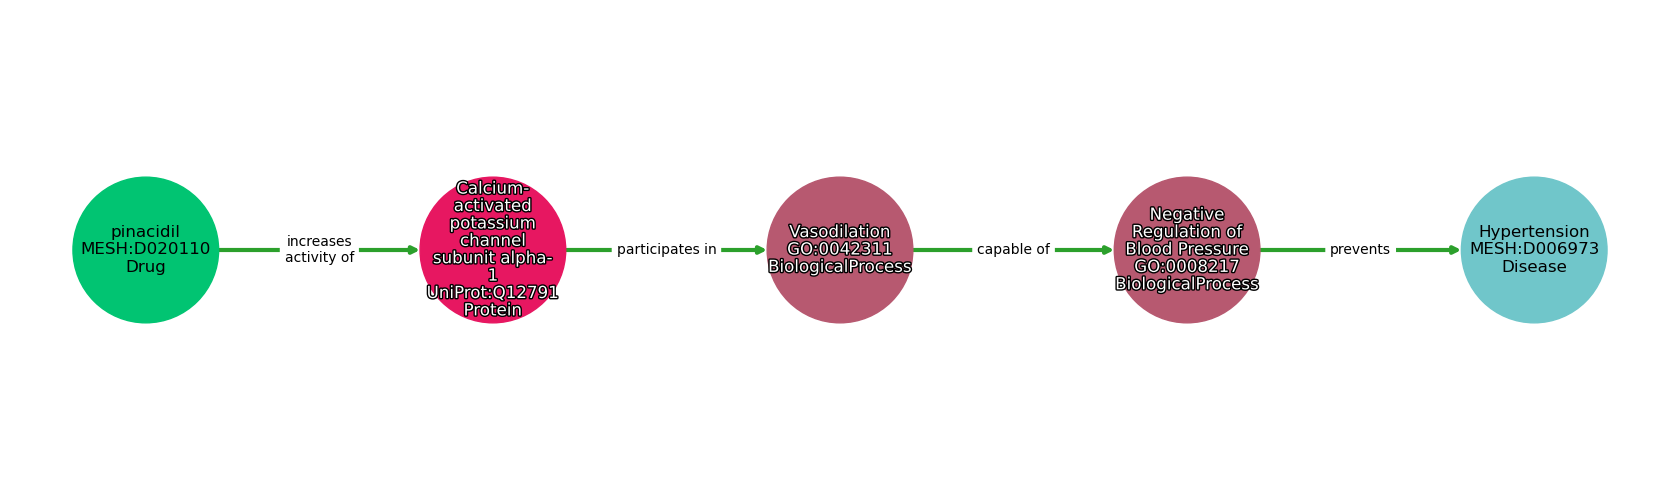 pinacidil
MESH:D020110
Drug
increases
activity of
Calcium-
activated
potassium
channel
subunit alpha-
1
UniProt:Q12791
Protein
participates in
Vasodilation
GO:0042311
BiologicalProcess
capable of
Negative
Regulation of
Blood Pressure
GO:0008217
BiologicalProcess
prevents
Hypertension
MESH:D006973
Disease